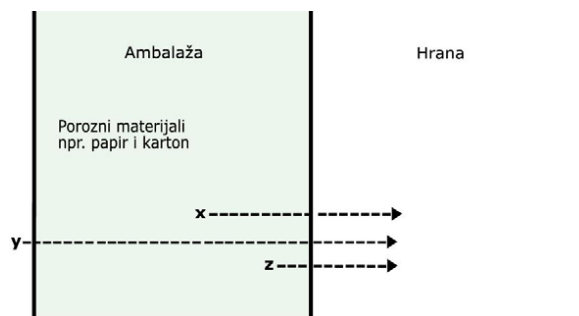 Ambalaža
Hrana
Porozni materijali
npr. papir i karton
x
y
z